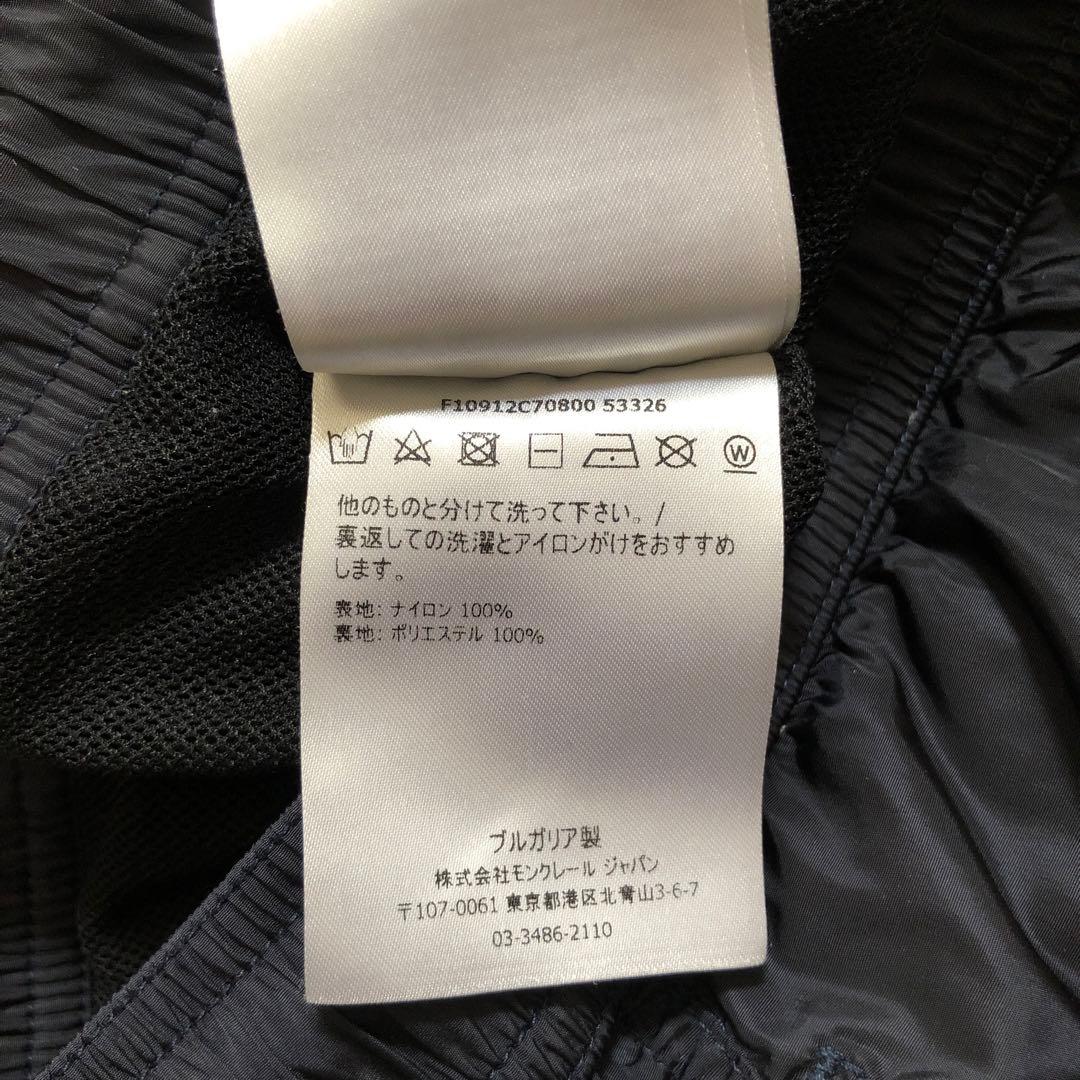 F10912C70800 53326
W
他のものと分けて洗って下さい。/
裏返しての洗濯とアイロンがけをおすすめ
します。
表地: ナイロン 100%
裏地: ポリエステル 100%
ブルガリア製
株式会社モンクレール ジャパン
〒107-0061 東京都港区北青山3-6-7
03-3486-2110